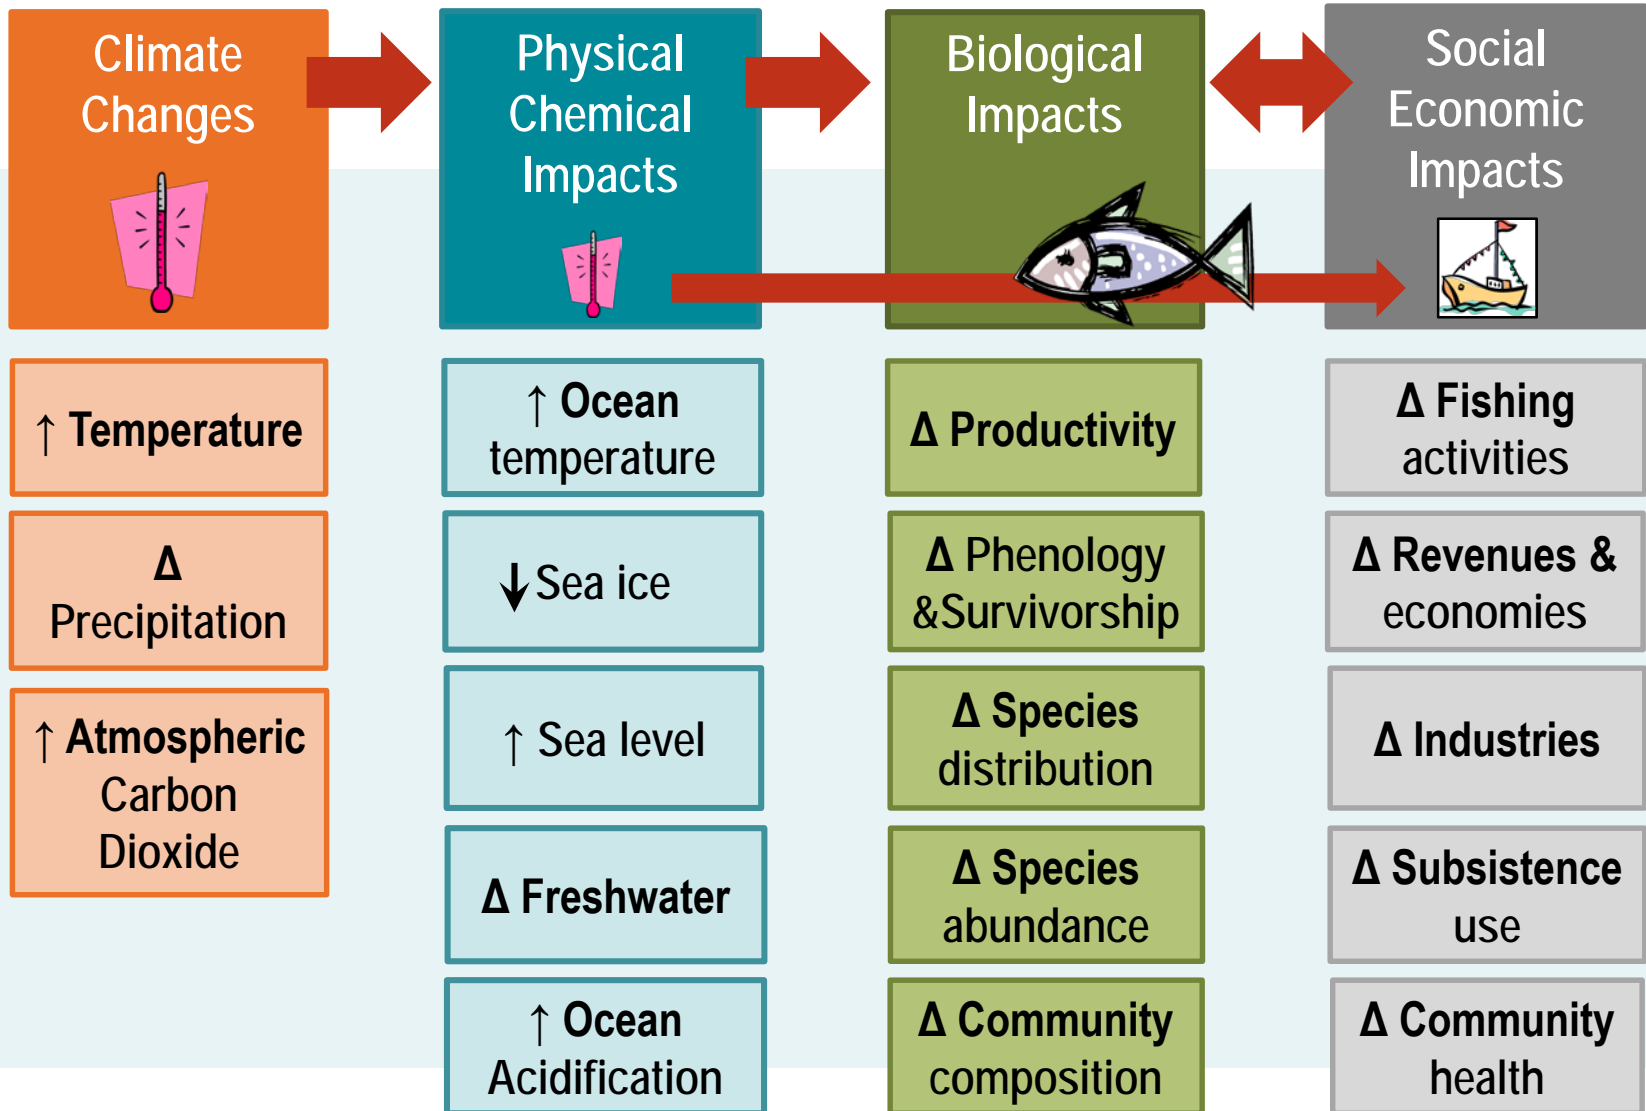 Climate
Changes
Physical
Chemical
Impacts
Biological
Impacts
Social
Economic
Impacts
↑ Temperature
Δ
Precipitation
↑ Atmospheric
Carbon
Dioxide
↑ Ocean
temperature
↓ Sea ice
↑ Sea level
Δ Freshwater
↑ Ocean
Acidification
Δ Productivity
Δ Phenology
&Survivorship
Δ Species
distribution
Δ Species
abundance
Δ Community
composition
Δ Fishing
activities
Δ Revenues &
economies
Δ Industries
Δ Subsistence
use
Δ Community
health